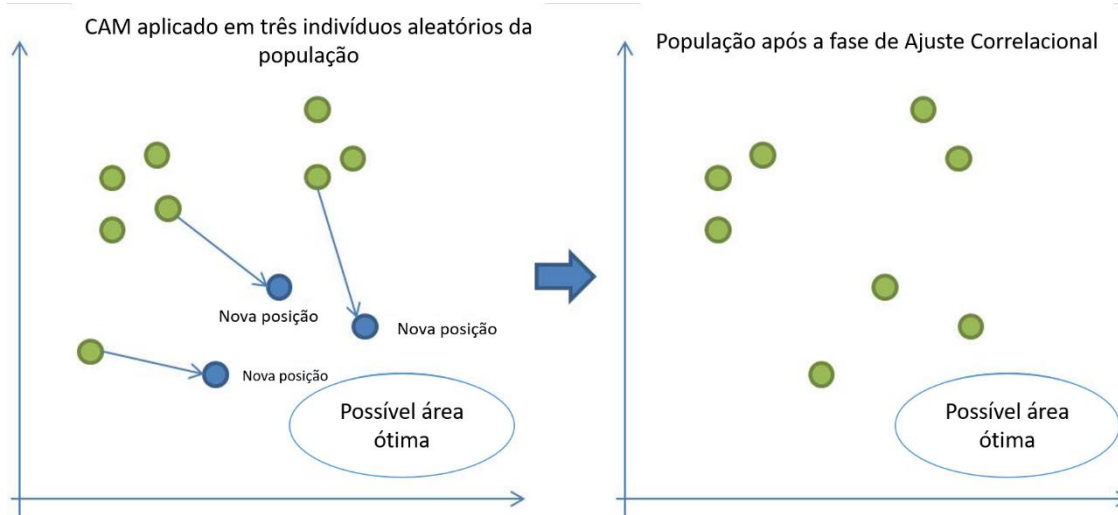 CAM aplicado em três indivíduos aleatórios da
população
Nova posição
Nova posição
Nova posição
Possível área
ótima
População após a fase de Ajuste Correlacional
Possível área
ótima